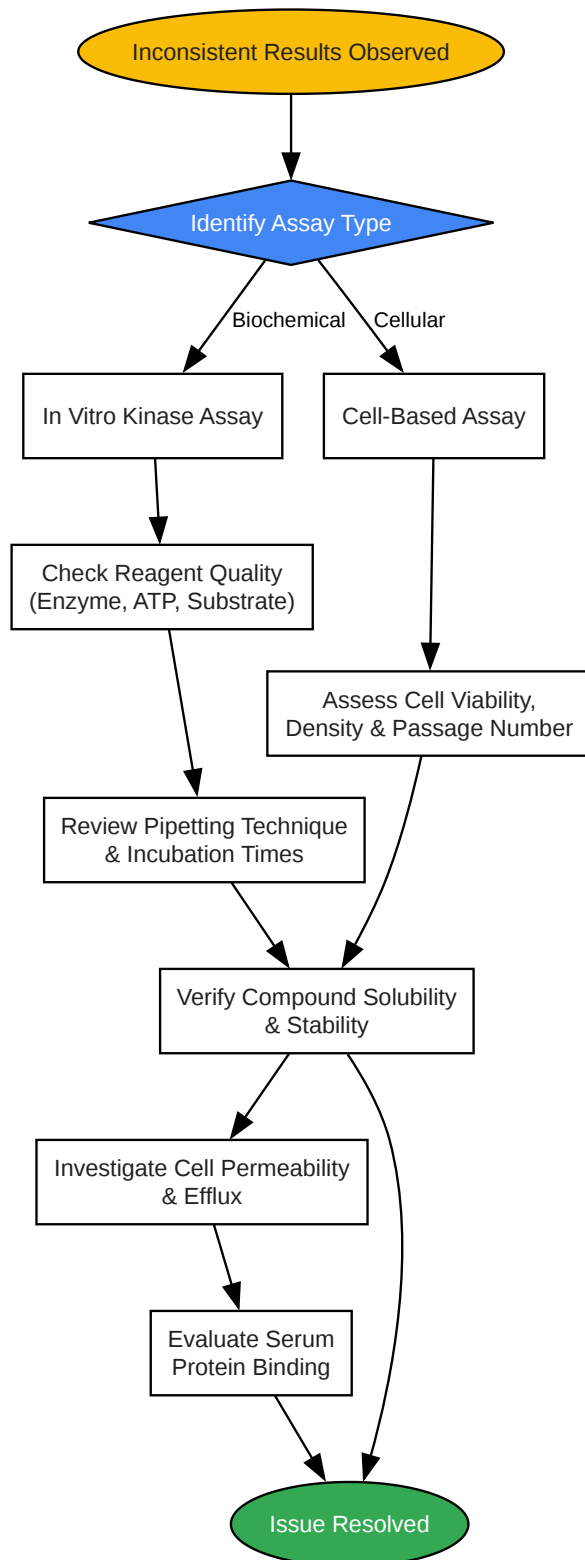 Inconsistent Results Observed
Identify Assay Type
Biochemical
Cellular
In Vitro Kinase Assay
Cell-Based Assay
Check Reagent Quality
(Enzyme, ATP, Substrate)
Assess Cell Viability,
Density & Passage Number
Review Pipetting Technique
& Incubation Times
Verify Compound Solubility
& Stability
Investigate Cell Permeability
& Efflux
Evaluate Serum
Protein Binding
Issue Resolved